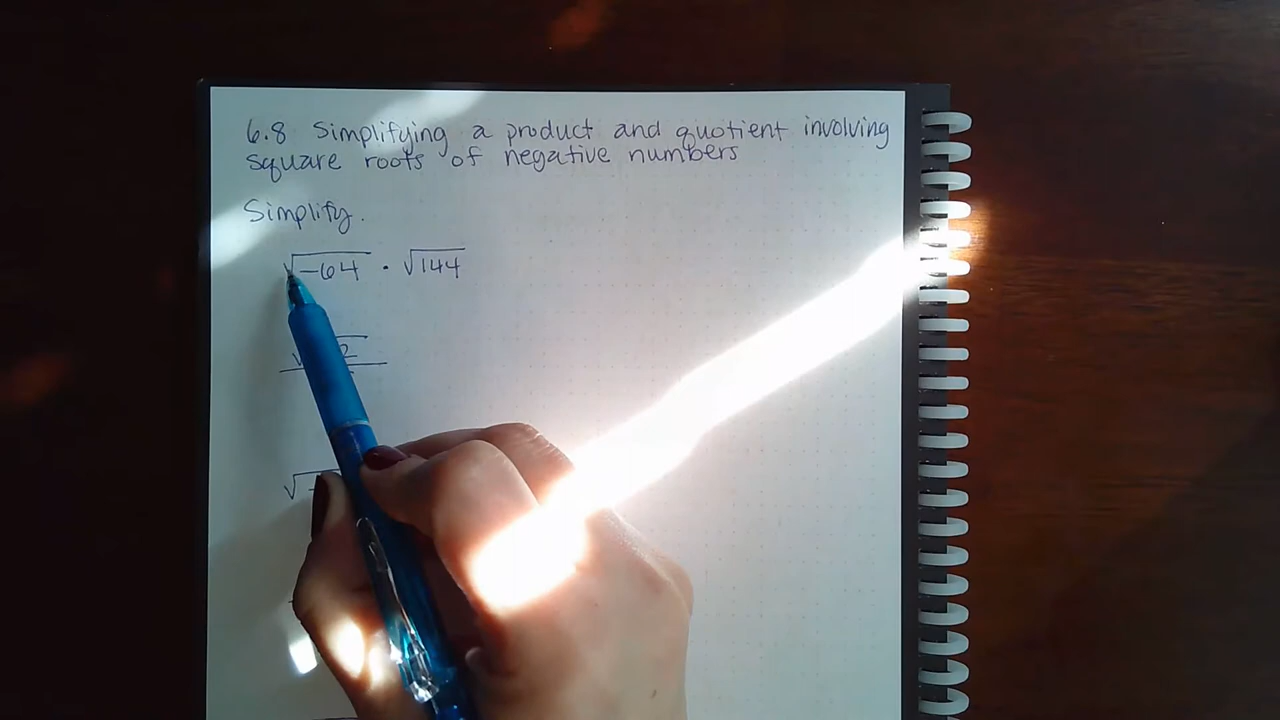 6.8 Simplifying a product and quotient involving
square roots of negative numbers
Simplify.
√-64 · √144